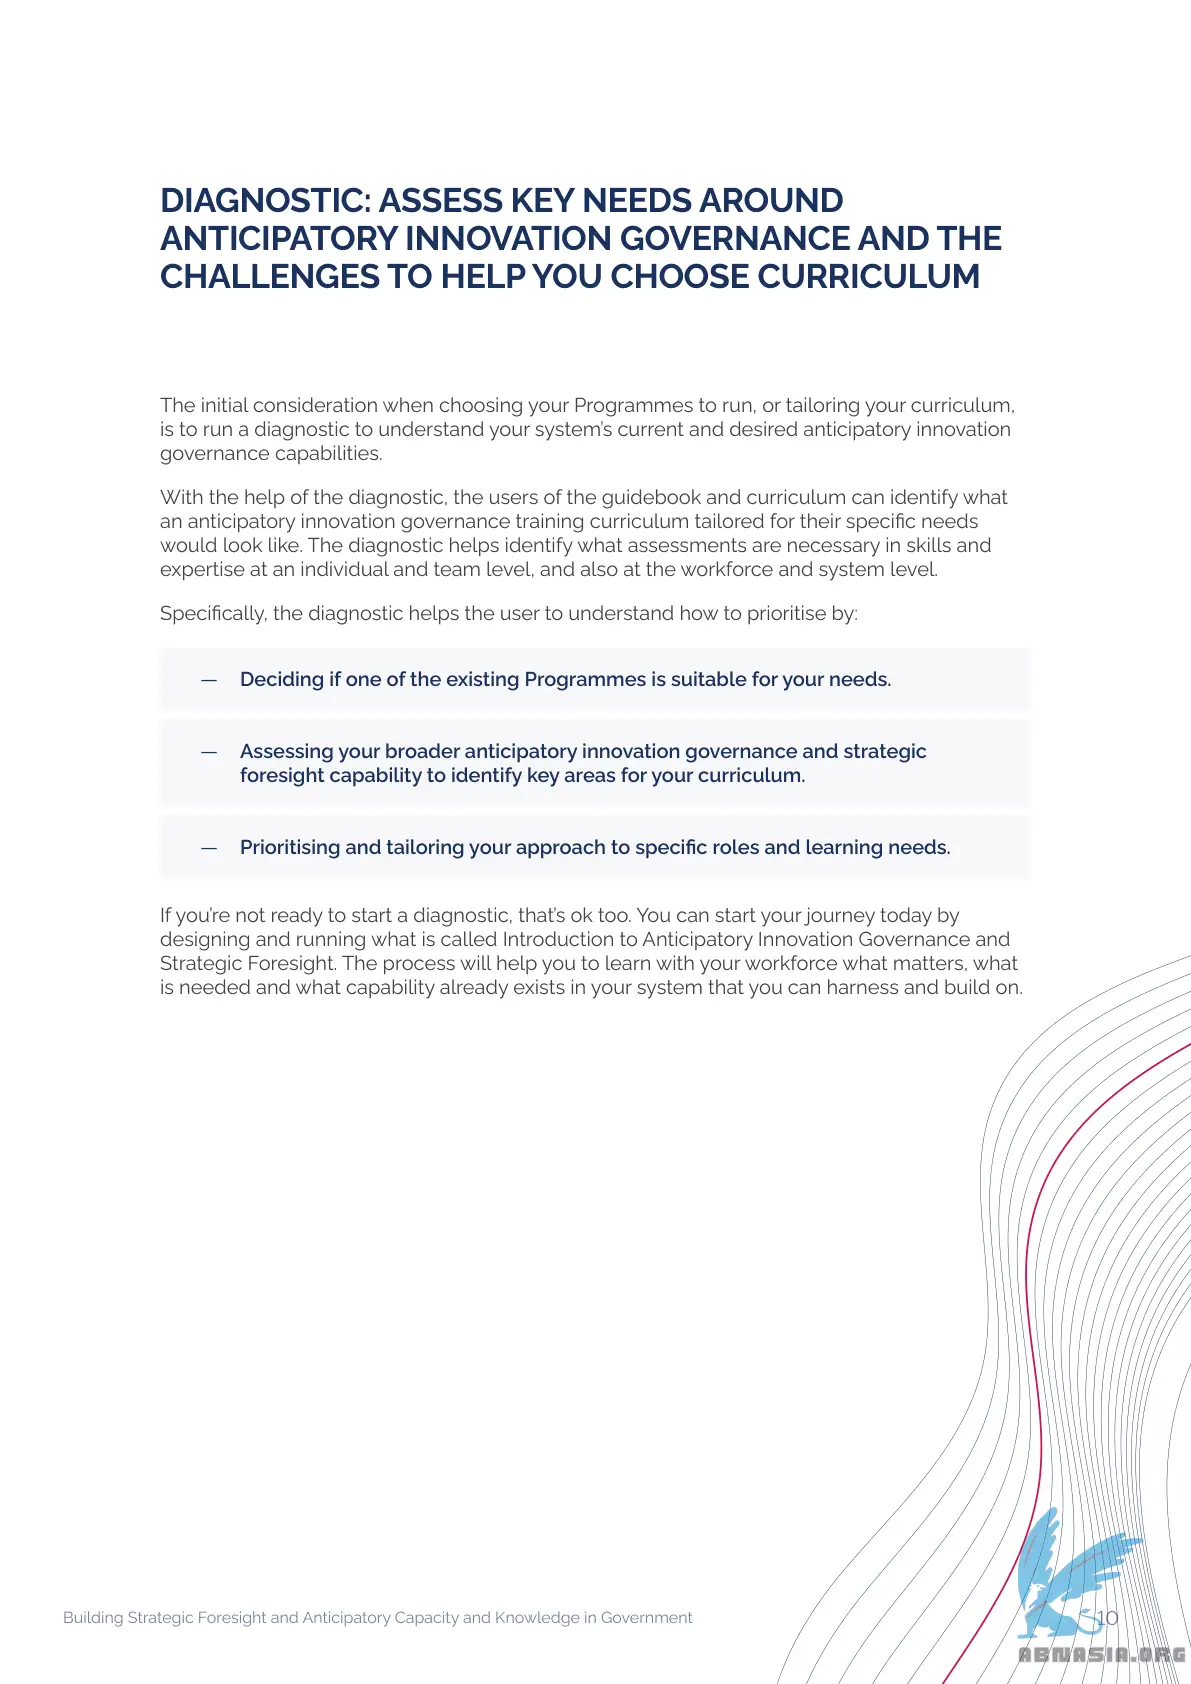 DIAGNOSTIC: ASSESS KEY NEEDS AROUND
ANTICIPATORY INNOVATION GOVERNANCE AND THE
CHALLENGES TO HELP YOU CHOOSE CURRICULUM
The initial consideration when choosing your Programmes to run, or tailoring your curriculum,
is to run a diagnostic to understand your system's current and desired anticipatory innovation
governance capabilities.
With the help of the diagnostic, the users of the guidebook and curriculum can identify what
an anticipatory innovation governance training curriculum tailored for their specific needs
would look like. The diagnostic helps identify what assessments are necessary in skills and
expertise at an individual and team level, and also at the workforce and system level.
Specifically, the diagnostic helps the user to understand how to prioritise by:
— Deciding if one of the existing Programmes is suitable for your needs.
— Assessing your broader anticipatory innovation governance and strategic
foresight capability to identify key areas for your curriculum.
— Prioritising and tailoring your approach to specific roles and learning needs.
If you're not ready to start a diagnostic, that's ok too. You can start your journey today by
designing and running what is called Introduction to Anticipatory Innovation Governance and
Strategic Foresight. The process will help you to learn with your workforce what matters, what
is needed and what capability already exists in your system that you can harness and build on.
Building Strategic Foresight and Anticipatory Capacity and Knowledge in Government
10
ABNASIA.ORG